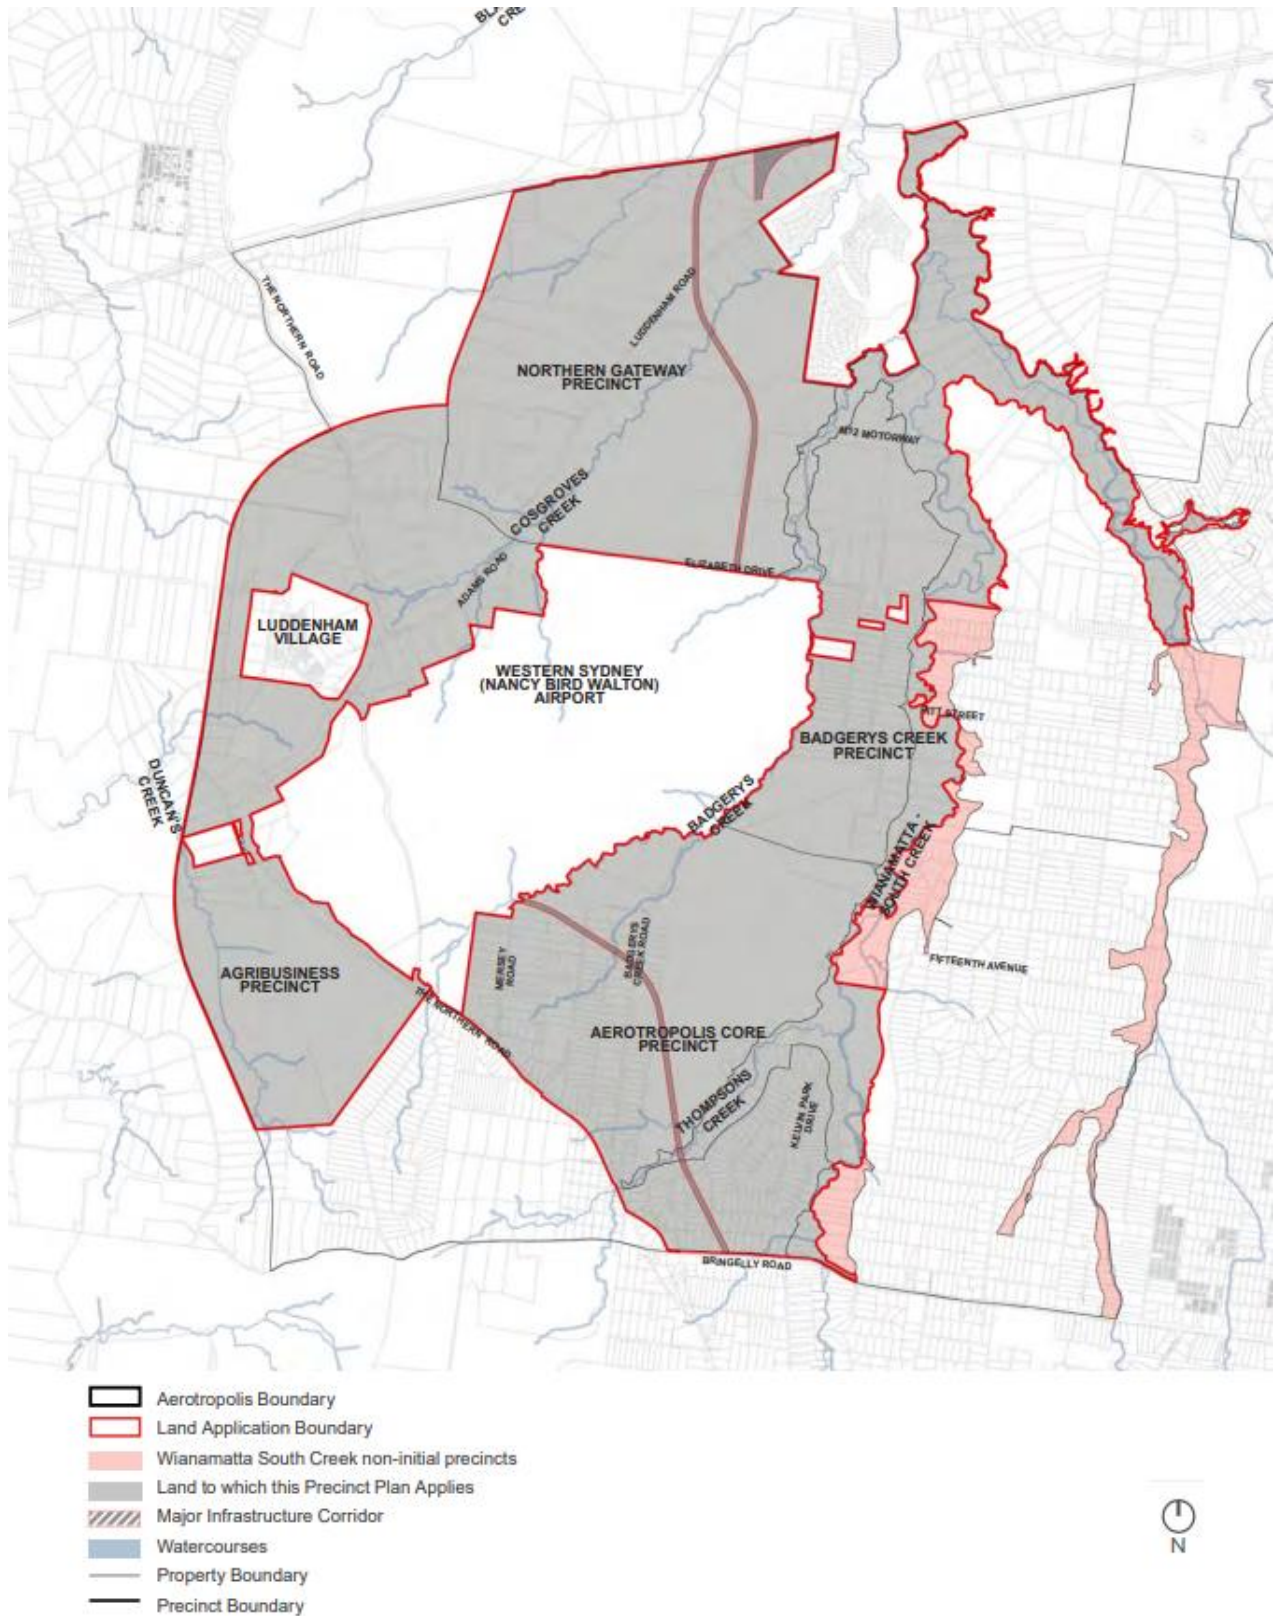 THE NORTHERN ROAD
LUDDENHAM ROAD
NORTHERN GATEWAY
PRECINCT
M12 MOTORWAY
COSGROVES
CREEK
ADAMS ROAD
ELIZABETH DRIVE
LUDDENHAM
VILLAGE
WESTERN SYDNEY
(NANCY BIRD WALTON)
AIRPORT
PITT STREET
BADGERYS CREEK
PRECINCT
DUNCAN'S
CREEK
BADGERYS
CREEK
WIANAMATTA -
SOUTH CREEK
MERSEY
ROAD
BADGERYS
CREEK ROAD
FIFTEENTH AVENUE
AGRIBUSINESS
PRECINCT
THE NORTHERN ROAD
AEROTROPOLIS CORE
PRECINCT
THOMPSONS
CREEK
KELVIN PARK
DRIVE
BRINGELLY ROAD
Aerotropolis Boundary
Land Application Boundary
Wianamatta South Creek non-initial precincts
Land to which this Precinct Plan Applies
Major Infrastructure Corridor
Watercourses
Property Boundary
Precinct Boundary
N